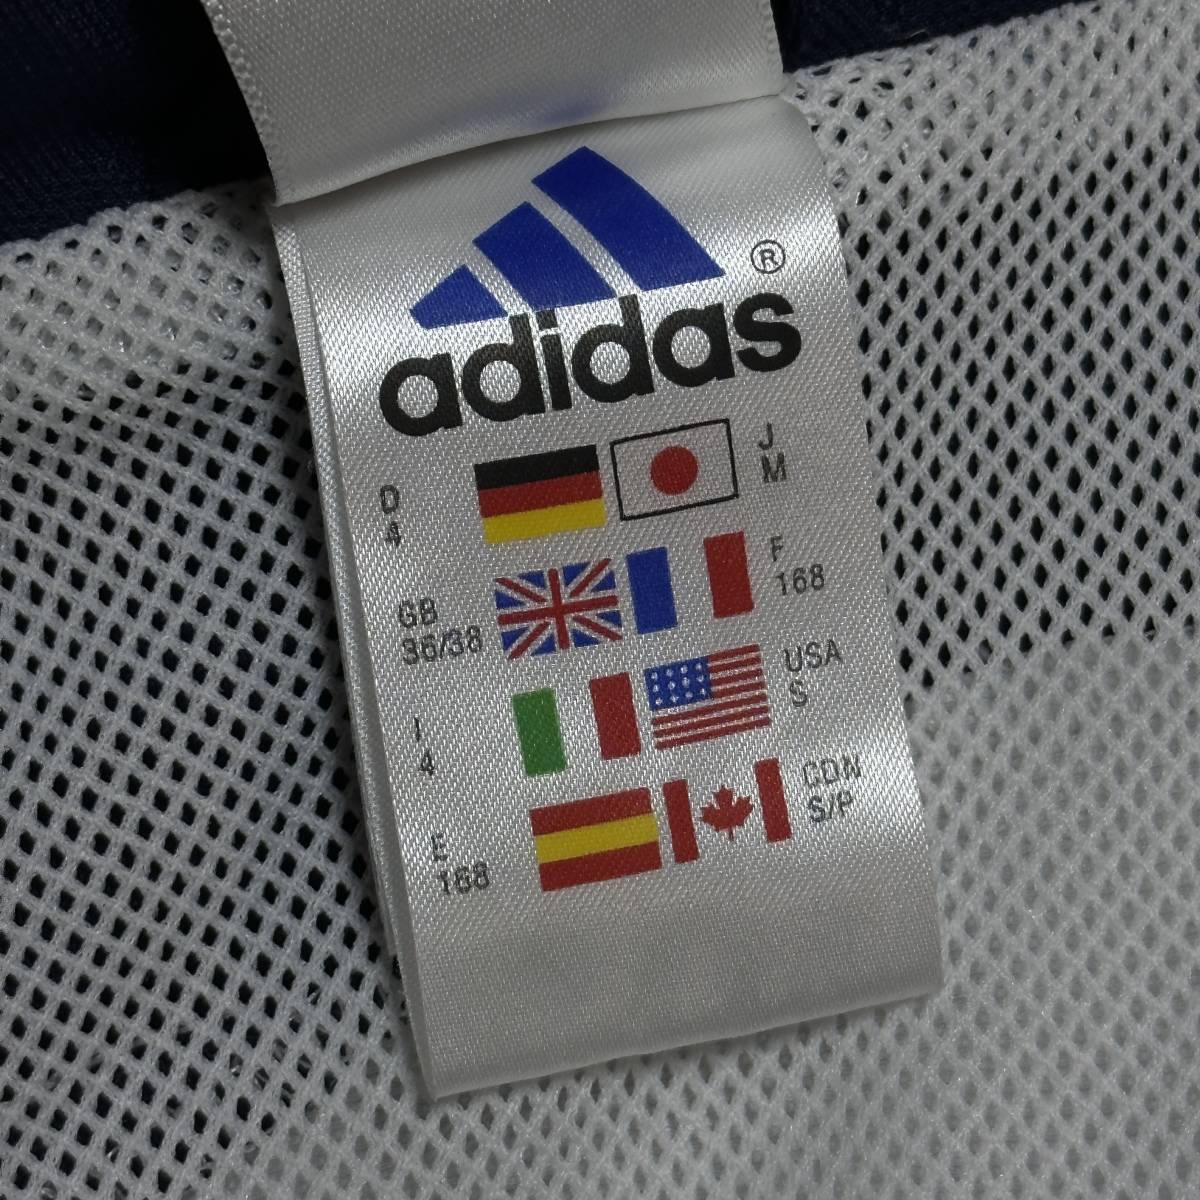 ®
adidas
D
4
J
M
GB
36/38
F
168
I
4
USA
S
E
168
CDN
S/P